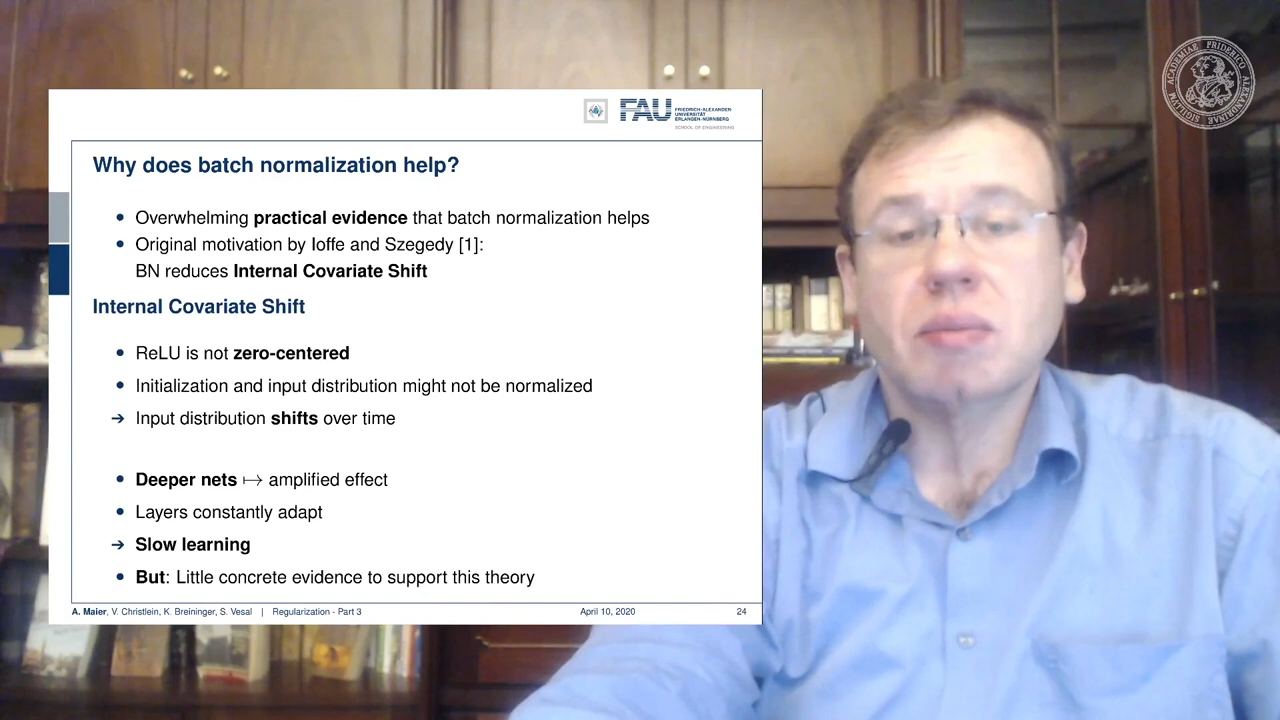 FAU
FRIEDRICH-ALEXANDER
UNIVERSITÄT
ERLANGEN-NÜRNBERG
SCHOOL OF ENGINEERING
Why does batch normalization help?
• Overwhelming practical evidence that batch normalization helps
• Original motivation by Ioffe and Szegedy [1]:
BN reduces Internal Covariate Shift
Internal Covariate Shift
• ReLU is not zero-centered
• Initialization and input distribution might not be normalized
→ Input distribution shifts over time
• Deeper nets ↦ amplified effect
• Layers constantly adapt
→ Slow learning
• But: Little concrete evidence to support this theory
A. Maier, V. Christlein, K. Breininger, S. Vesal | Regularization - Part 3 April 10, 2020 24
ACADEMIAE FRIDERICO ALEXANDRINAE SIGILLVM